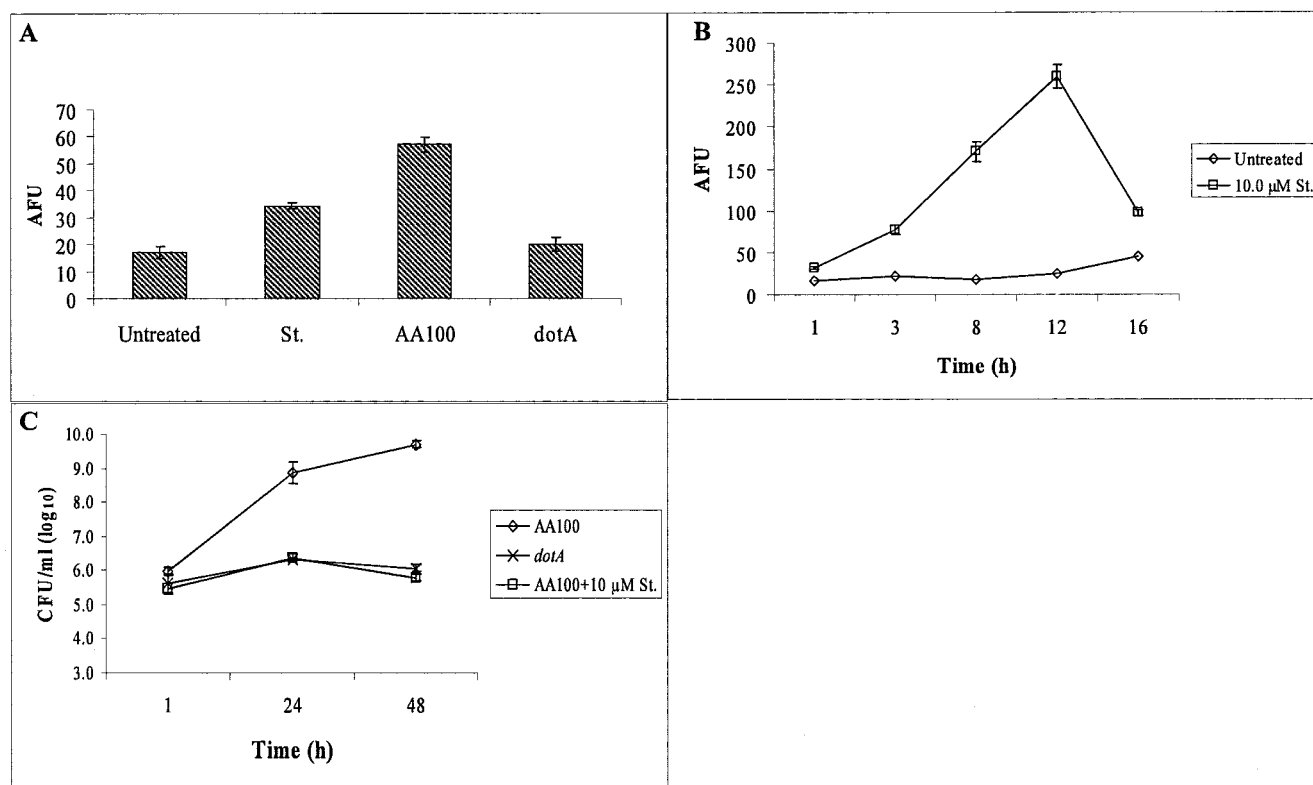 A
AFU
70
60
50
40
30
20
10
0
Untreated St. AA100 dotA
B
AFU
300
250
200
150
100
50
0
1 3 8 12 16
Time (h)
Untreated
10.0 µM St.
C
CFU/ml (log10)
10.0
9.0
8.0
7.0
6.0
5.0
4.0
3.0
1 24 48
Time (h)
AA100
dotA
AA100+10 µM St.